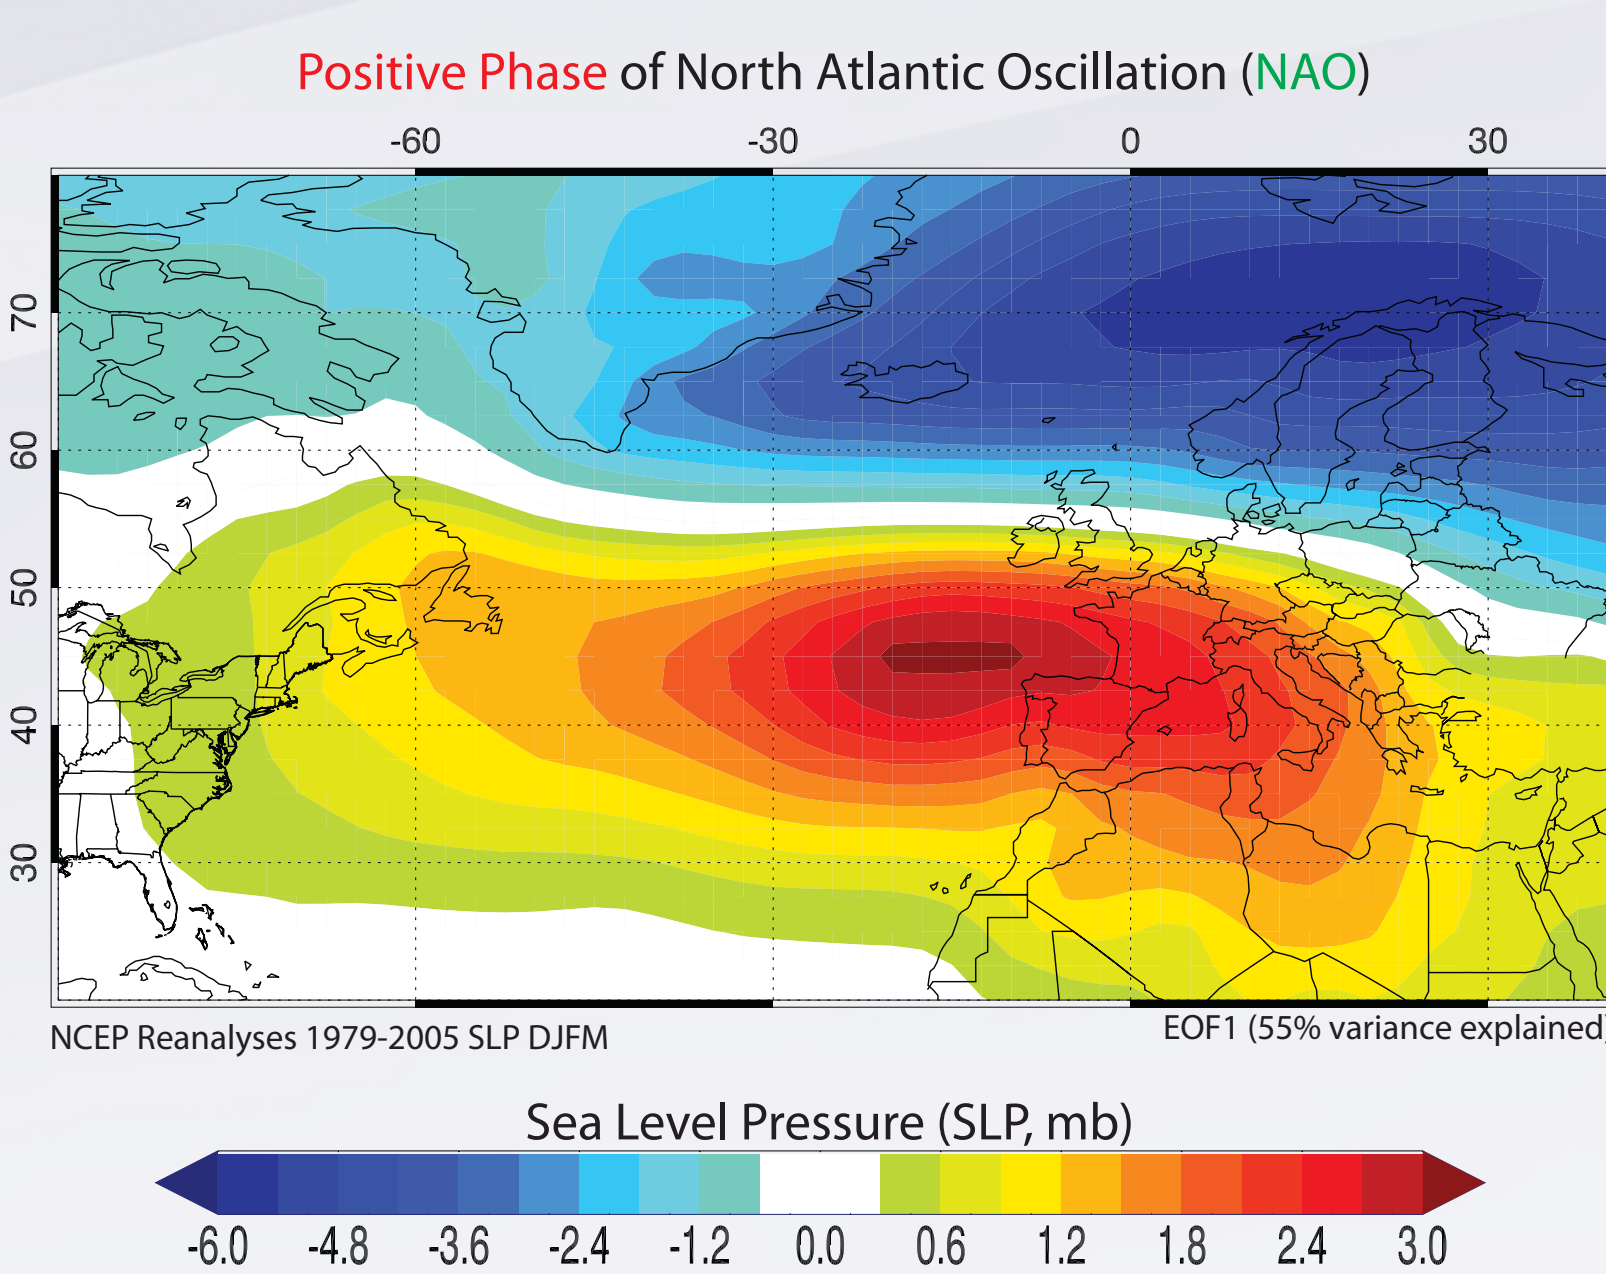 Positive Phase of North Atlantic Oscillation (NAO)
-60 -30 0 30
70
60
50
40
30
NCEP Reanalyses 1979-2005 SLP DJFM
EOF1 (55% variance explained)
Sea Level Pressure (SLP, mb)
-6.0 -4.8 -3.6 -2.4 -1.2 0.0 0.6 1.2 1.8 2.4 3.0